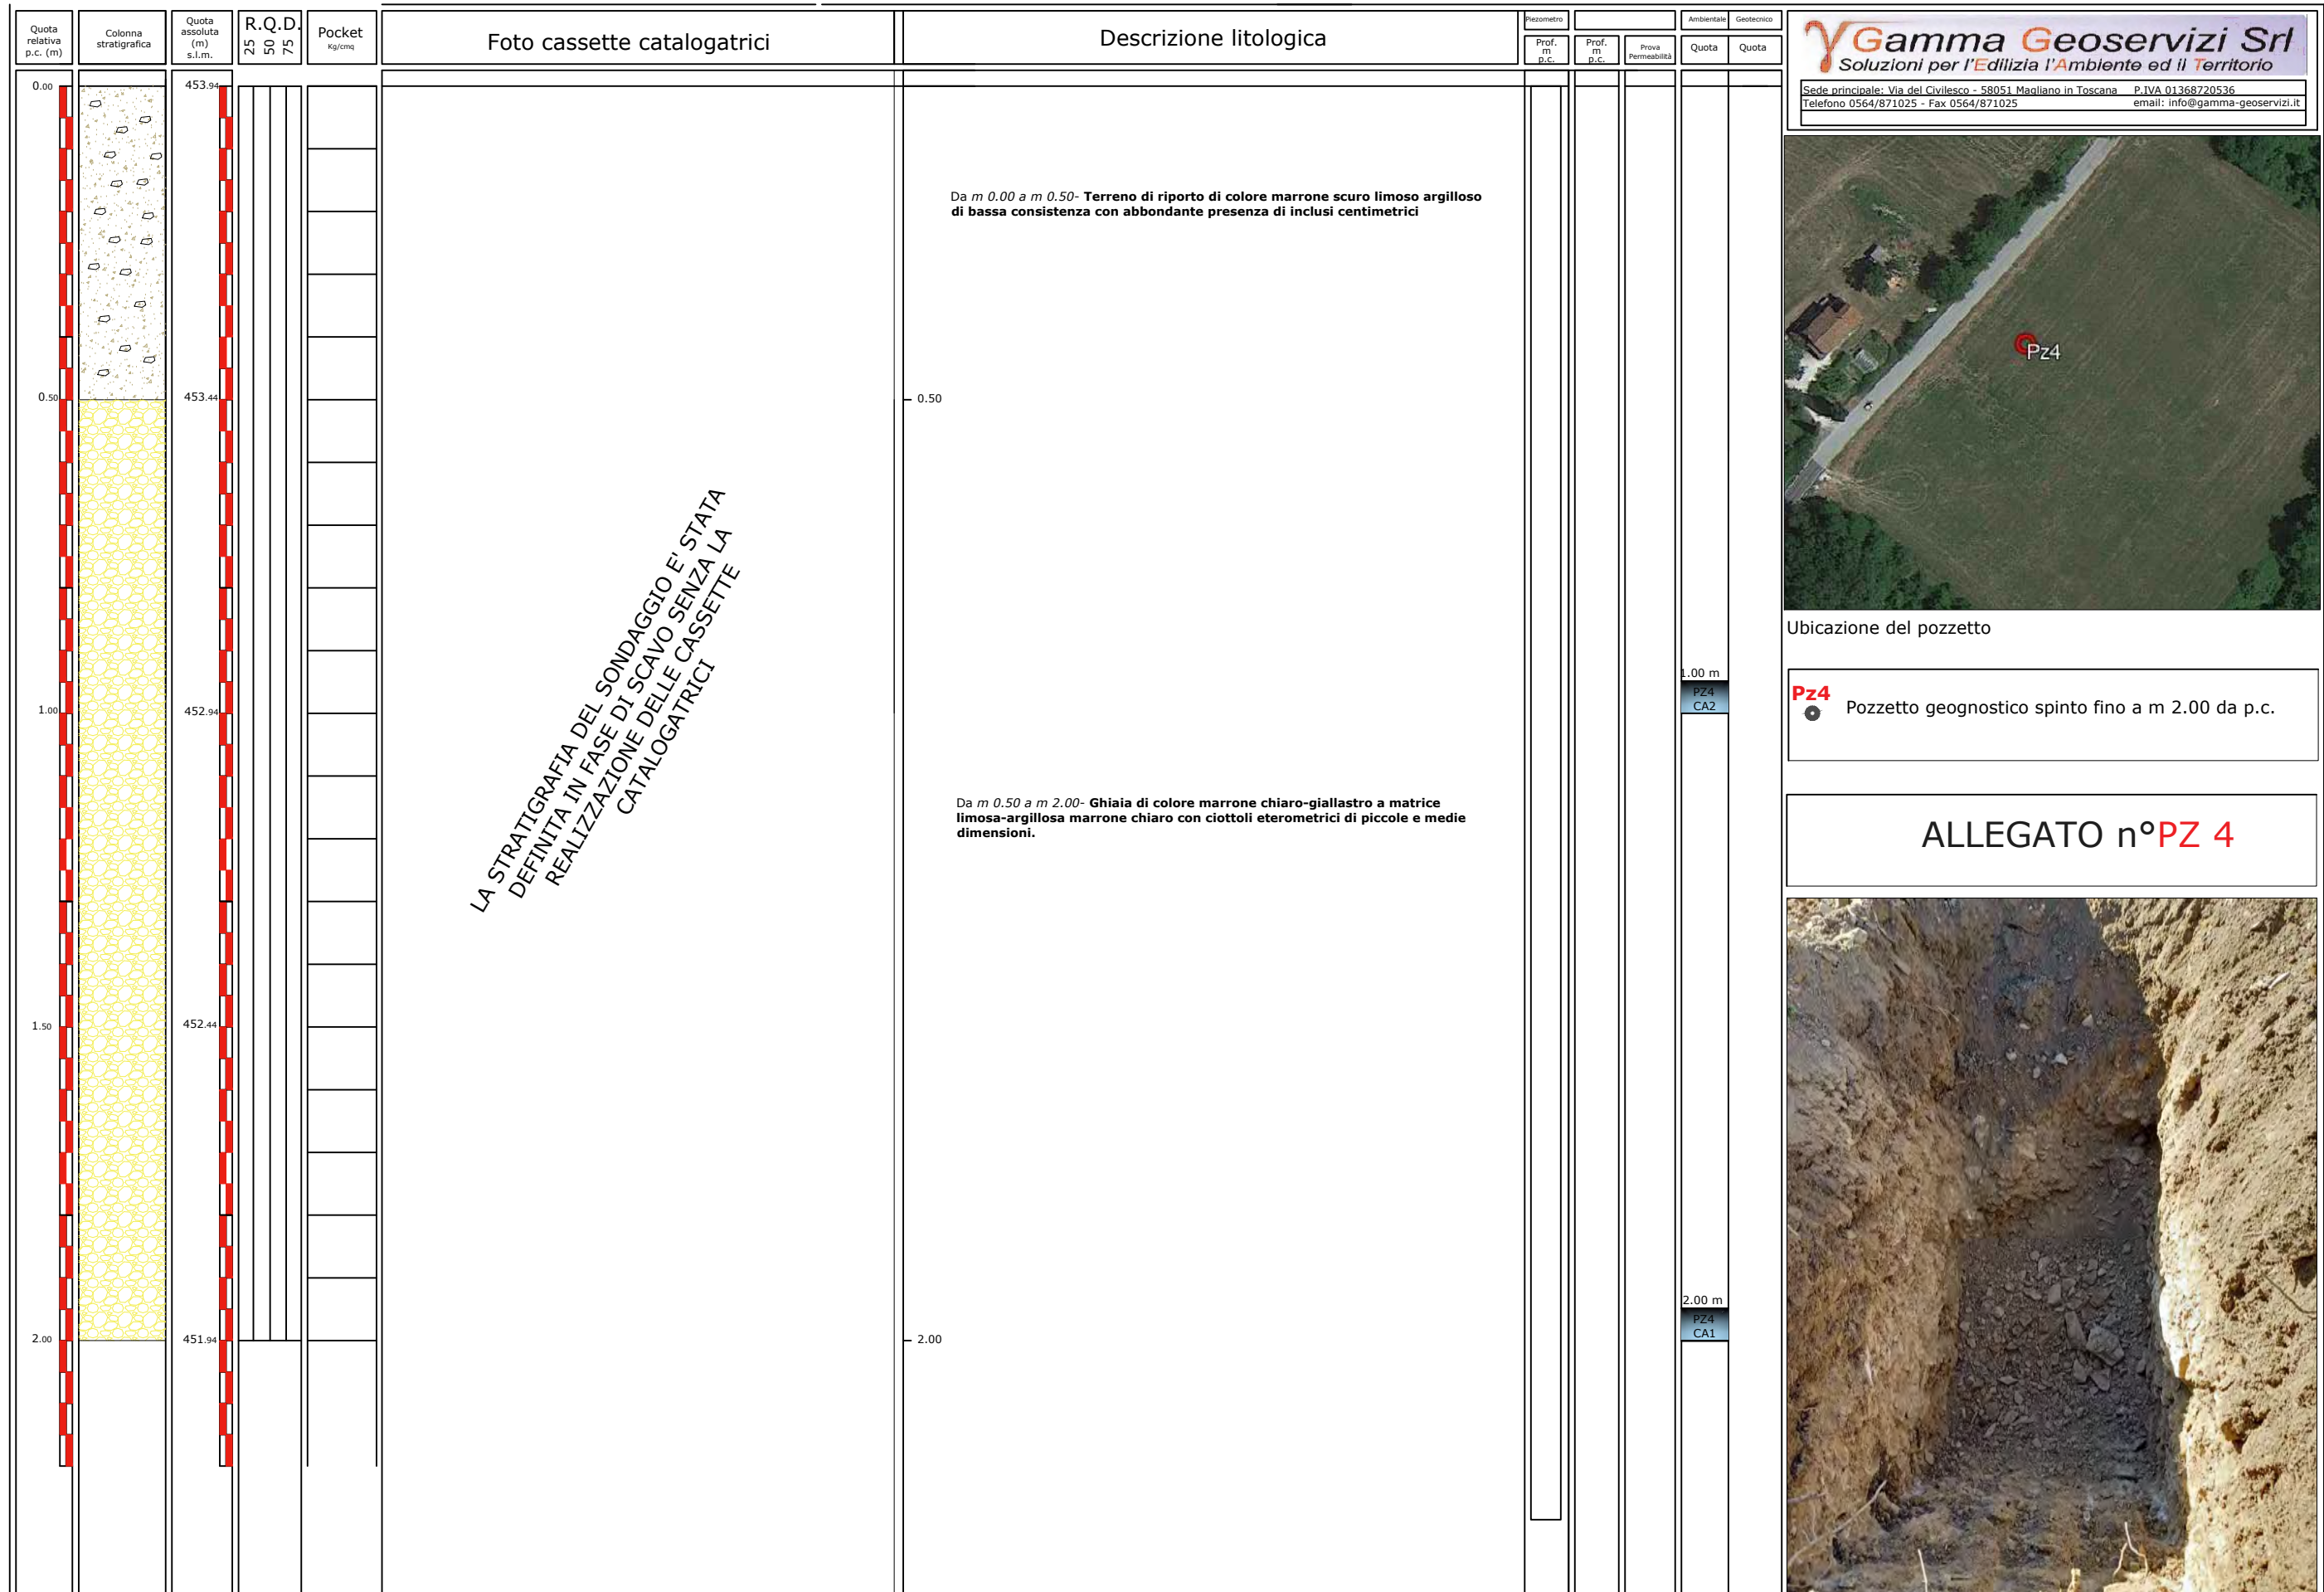 Quota
relativa
p.c. (m)
Colonna
stratigrafica
Quota
assoluta
(m)
s.l.m.
R.Q.D.
25
50
75
Pocket
Kg/cmq
Foto cassette catalogatrici
Descrizione litologica
Piezometro
Prof.
m
p.c.
Prof.
m
p.c.
Prova
Permeabilità
Ambientale
Geotecnico
Quota
Quota
γ Gamma Geoservizi Srl
Soluzioni per l'Edilizia l'Ambiente ed il Territorio
Sede principale: Via del Civilesco - 58051 Magliano in Toscana P.IVA 01368720536
Telefono 0564/871025 - Fax 0564/871025 email: info@gamma-geoservizi.it
0.00
453.94
Da m 0.00 a m 0.50- Terreno di riporto di colore marrone scuro limoso argilloso
di bassa consistenza con abbondante presenza di inclusi centimetrici
Pz4
0.50
453.44
0.50
LA STRATIGRAFIA DEL SONDAGGIO E' STATA
DEFINITA IN FASE DI SCAVO SENZA LA
REALIZZAZIONE DELLE CASSETTE
CATALOGATRICI
Ubicazione del pozzetto
1.00 m
PZ4
CA2
1.00
452.94
Pz4
Pozzetto geognostico spinto fino a m 2.00 da p.c.
Da m 0.50 a m 2.00- Ghiaia di colore marrone chiaro-giallastro a matrice
limosa-argillosa marrone chiaro con ciottoli eterometrici di piccole e medie
dimensioni.
ALLEGATO n°PZ 4
1.50
452.44
2.00 m
PZ4
CA1
2.00
451.94
2.00